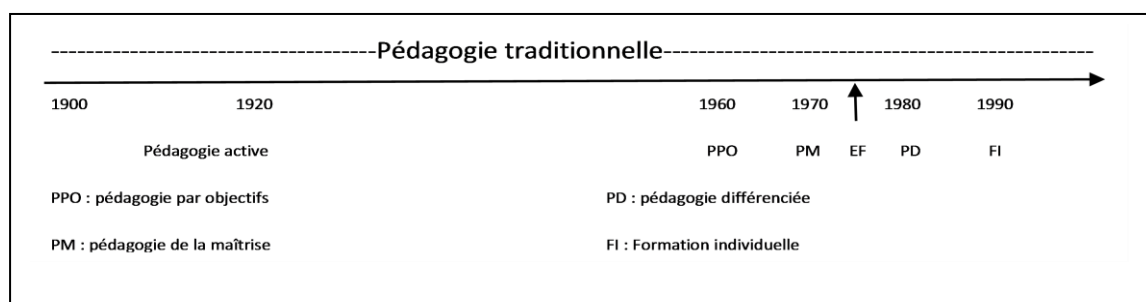 ------------------------------------Pédagogie traditionnelle-----------------------------------------------
1900 1920 1960 1970 1980 1990
Pédagogie active PPO PM EF PD FI
PPO : pédagogie par objectifs PD : pédagogie différenciée
PM : pédagogie de la maîtrise FI : Formation individuelle